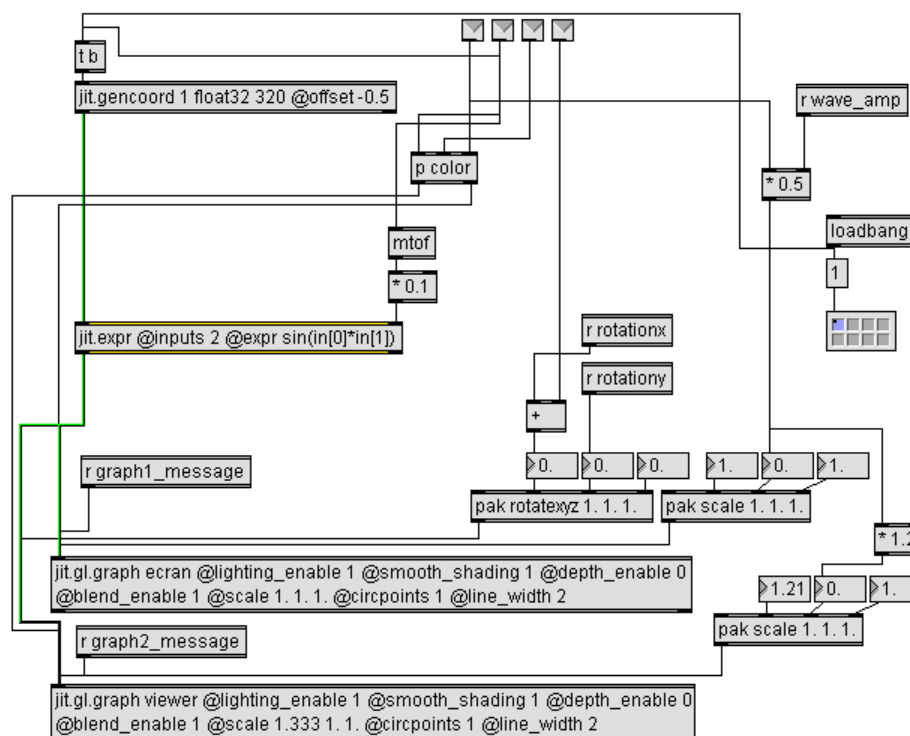 t b
jit.gencoord 1 float32 320 @offset -0.5
r wave_amp
p color
* 0.5
mtof
loadbang
1
* 0.1
jit.expr @inputs 2 @expr sin(in[0]*in[1])
r rotationx
r rotationy
+
r graph1_message
0.
0.
0.
1.
0.
1.
pak rotatexyz 1. 1. 1.
pak scale 1. 1. 1.
* 1.2
jit.gl.graph ecran @lighting_enable 1 @smooth_shading 1 @depth_enable 0
@blend_enable 1 @scale 1. 1. 1. @circpoints 1 @line_width 2
1.21
0.
1.
r graph2_message
pak scale 1. 1. 1.
jit.gl.graph viewer @lighting_enable 1 @smooth_shading 1 @depth_enable 0
@blend_enable 1 @scale 1.333 1. 1. @circpoints 1 @line_width 2